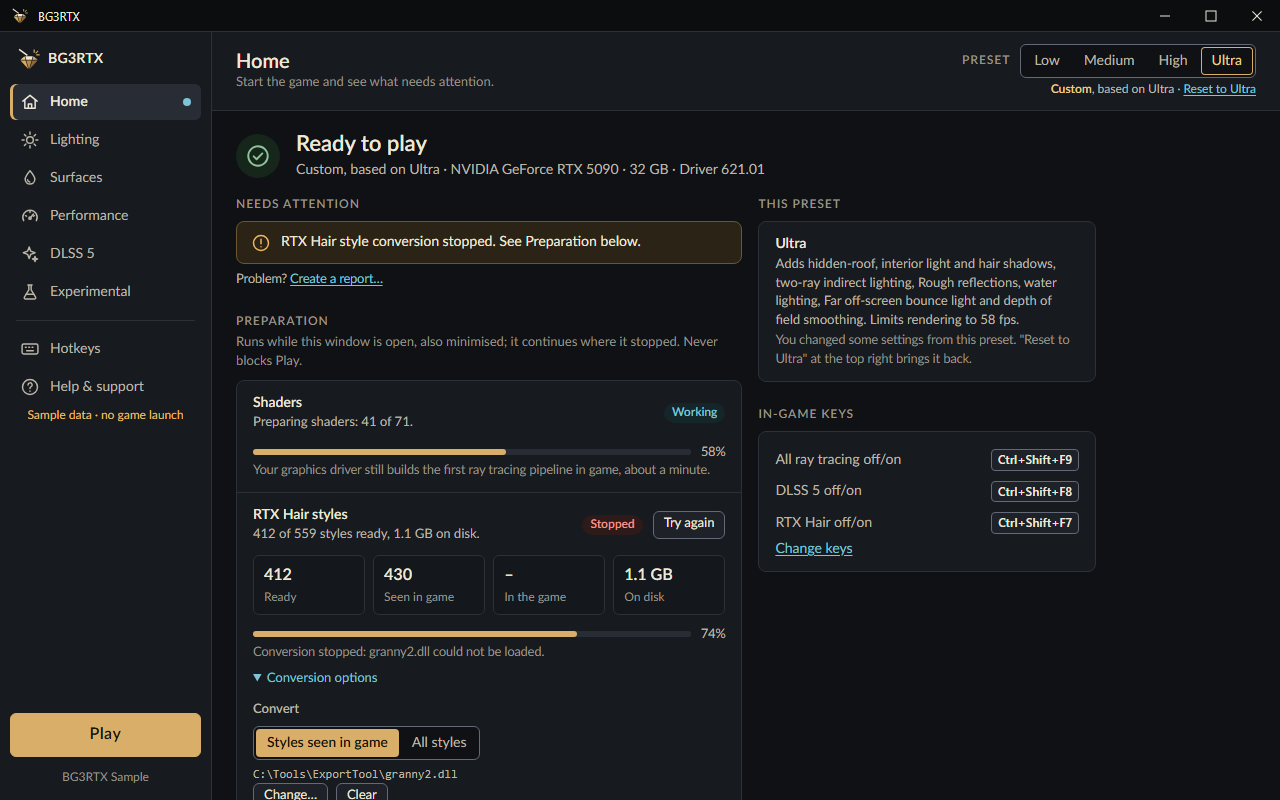 BG3RTX
BG3RTX
Home
Lighting
Surfaces
Performance
DLSS 5
Experimental
Hotkeys
Help & support
Sample data · no game launch
Play
BG3RTX Sample
Home
Start the game and see what needs attention.
PRESET
Low
Medium
High
Ultra
Custom, based on Ultra · Reset to Ultra
Ready to play
Custom, based on Ultra · NVIDIA GeForce RTX 5090 · 32 GB · Driver 621.01
NEEDS ATTENTION
RTX Hair style conversion stopped. See Preparation below.
Problem? Create a report...
PREPARATION
Runs while this window is open, also minimised; it continues where it stopped. Never
blocks Play.
Shaders
Preparing shaders: 41 of 71.
Working
58%
Your graphics driver still builds the first ray tracing pipeline in game, about a minute.
RTX Hair styles
412 of 559 styles ready, 1.1 GB on disk.
Stopped
Try again
412
Ready
430
Seen in game
–
In the game
1.1 GB
On disk
74%
Conversion stopped: granny2.dll could not be loaded.
▼ Conversion options
Convert
Styles seen in game
All styles
C:\Tools\ExportTool\granny2.dll
Change...
Clear
THIS PRESET
Ultra
Adds hidden-roof, interior light and hair shadows,
two-ray indirect lighting, Rough reflections, water
lighting, Far off-screen bounce light and depth of
field smoothing. Limits rendering to 58 fps.
You changed some settings from this preset. "Reset to
Ultra" at the top right brings it back.
IN-GAME KEYS
All ray tracing off/on
Ctrl+Shift+F9
DLSS 5 off/on
Ctrl+Shift+F8
RTX Hair off/on
Ctrl+Shift+F7
Change keys